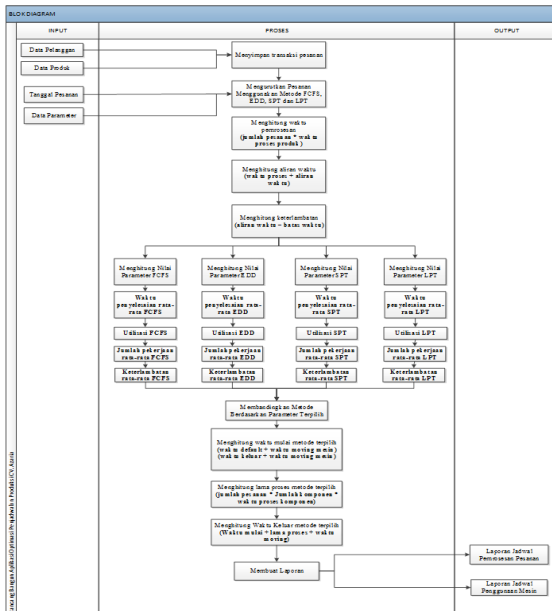 BLOK DIAGRAM
INPUT
PROSES
OUTPUT
Data Pelanggan
Data Produk
Tanggal Pesanan
Data Parameter
Menyimpan transaksi pesanan
Mengurutkan Pesanan
Menggunakan Metode FCFS,
EDD, SPT dan LPT
Menghitung waktu
pemrosesan
(jumlah pesanan * waktu
proses produk)
Menghitung aliran waktu
(waktu proses + aliran
waktu)
Menghitung keterlambatan
(aliran waktu – batas waktu)
Menghitung Nilai
Parameter FCFS
Waktu
penyelesaian rata-
rata FCFS
Utilisasi FCFS
Jumlah pekerjaan
rata-rata FCFS
Keterlambatan
rata-rata FCFS
Menghitung Nilai
Parameter EDD
Waktu
penyelesaian rata-
rata EDD
Utilisasi EDD
Jumlah pekerjaan
rata-rata EDD
Keterlambatan
rata-rata EDD
Menghitung Nilai
Parameter SPT
Waktu
penyelesaian rata-
rata SPT
Utilisasi SPT
Jumlah pekerjaan
rata-rata SPT
Keterlambatan
rata-rata SPT
Menghitung Nilai
Parameter LPT
Waktu
penyelesaian rata-
rata LPT
Utilisasi LPT
Jumlah pekerjaan
rata-rata LPT
Keterlambatan
rata-rata LPT
Membandingkan Metode
Berdasarkan Parameter Terpilih
Menghitung waktu mulai metode terpilih
(waktu default + waktu moving mesin)
(waktu keluar + waktu moving mesin)
Menghitung lama proses metode terpilih
(jumlah pesanan * Jumlah komponen *
waktu proses komponen)
Menghitung Waktu Keluar metode terpilih
(Waktu mulai + lama proses + waktu
moving)
Membuat Laporan
Laporan Jadwal
Pemrosesan Pesanan
Laporan Jadwal
Penggunaan Mesin
ancang Bangun Aplikasi Optimasi Penjadwalan Produksi CV. Azaria